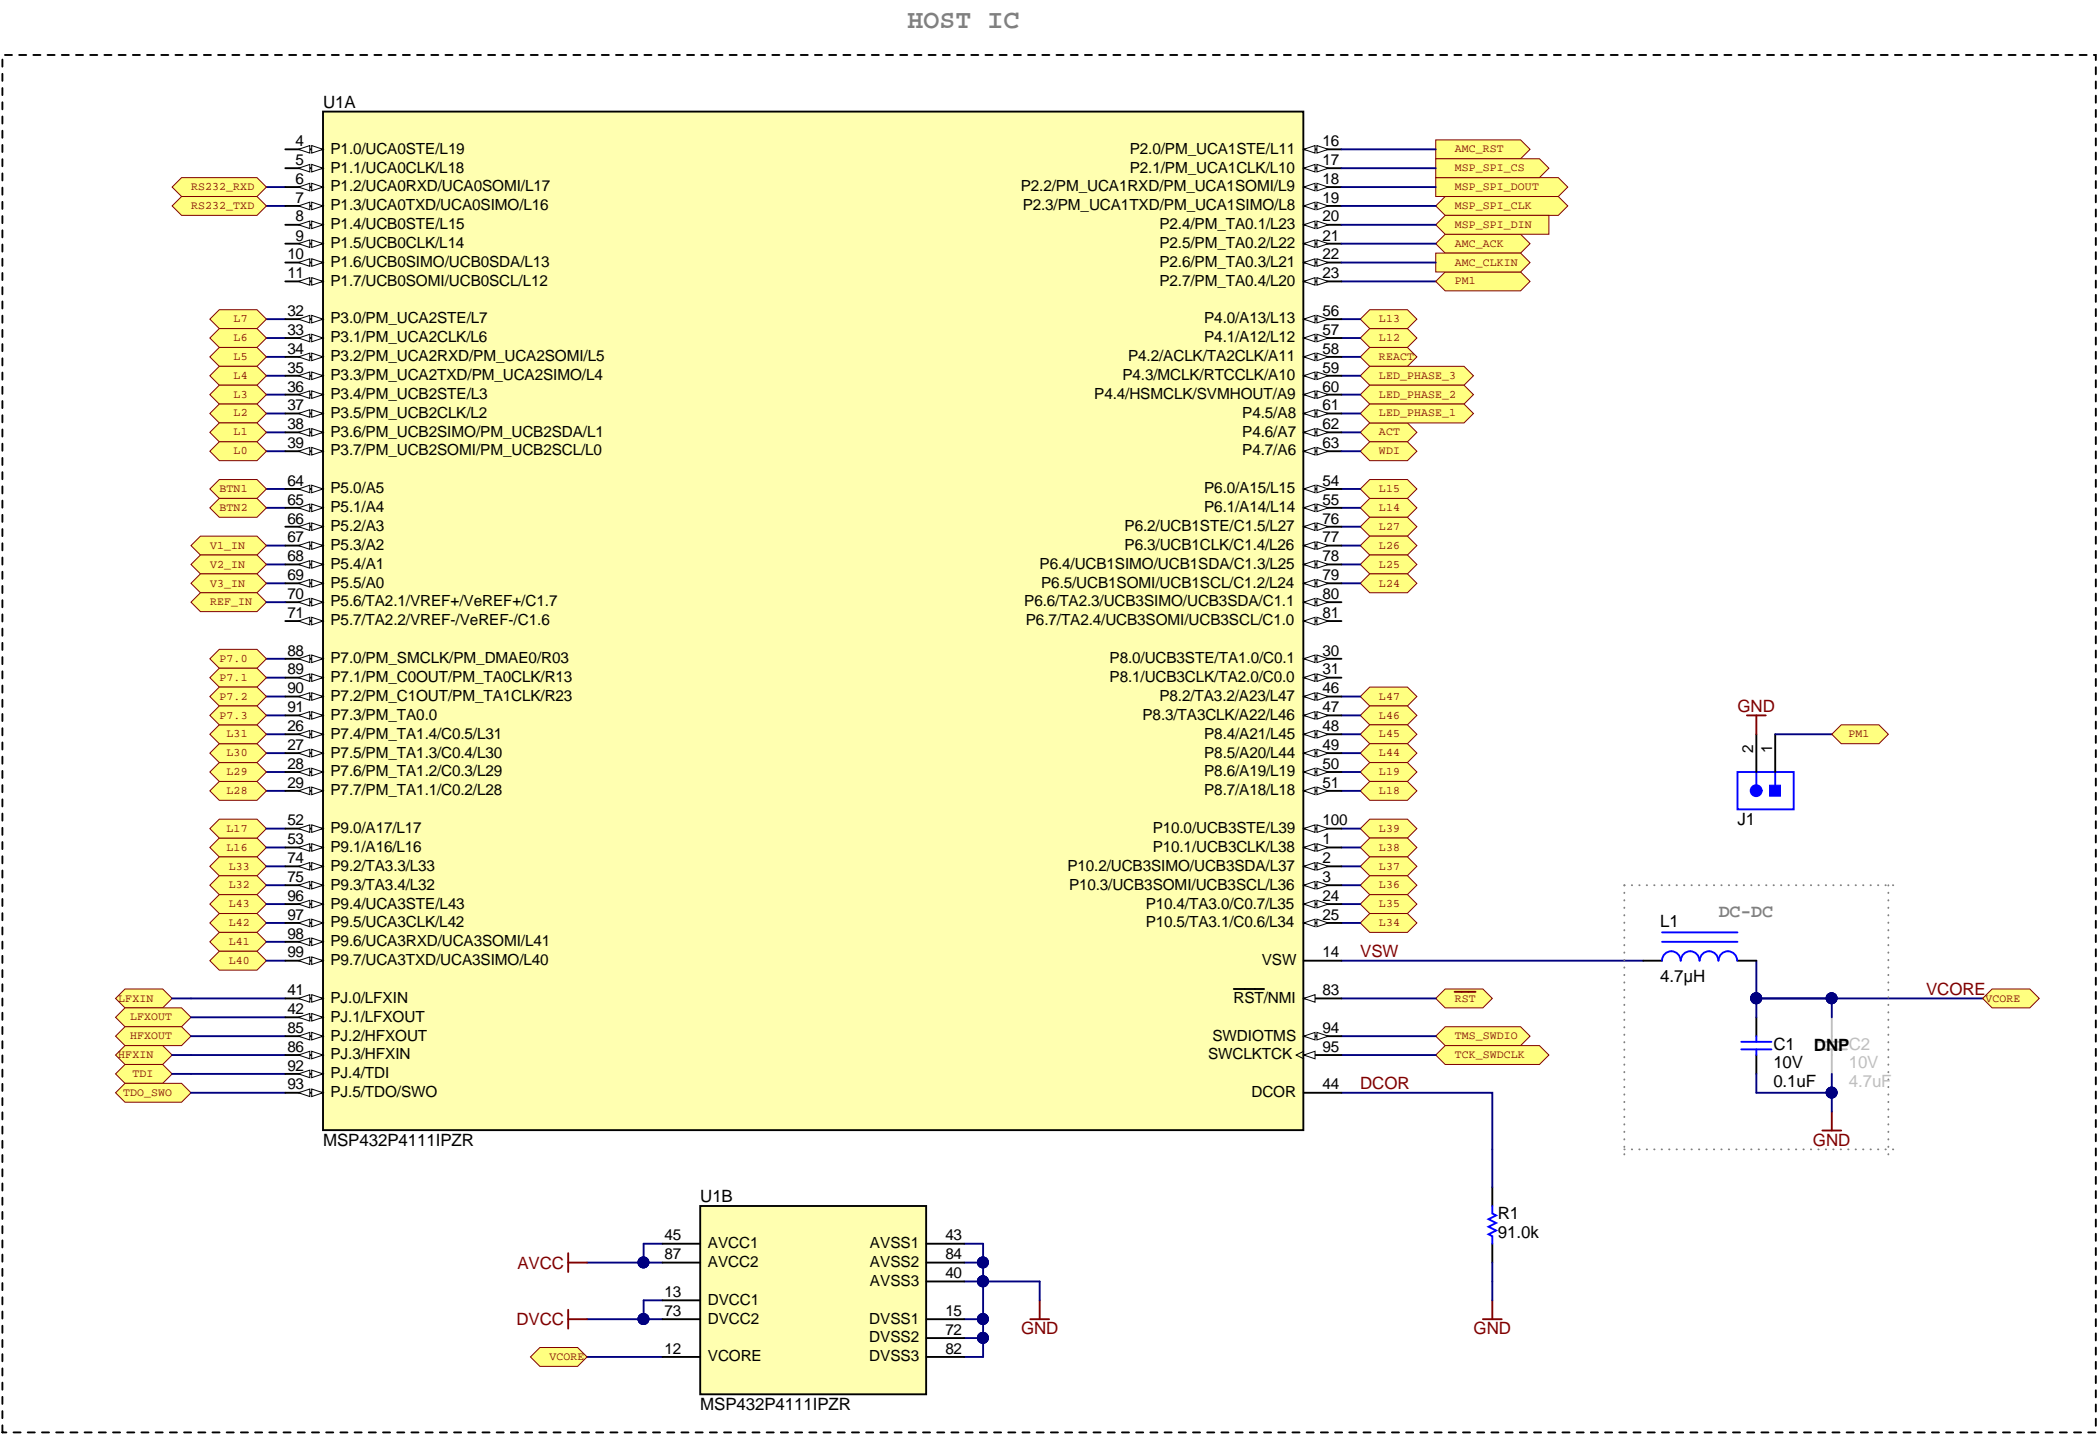 HOST IC
U1A
4 P1.0/UCA0STE/L19
5 P1.1/UCA0CLK/L18
RS232_RXD 6 P1.2/UCA0RXD/UCA0SOMI/L17
RS232_TXD 7 P1.3/UCA0TXD/UCA0SIMO/L16
8 P1.4/UCB0STE/L15
9 P1.5/UCB0CLK/L14
10 P1.6/UCB0SIMO/UCB0SDA/L13
11 P1.7/UCB0SOMI/UCB0SCL/L12
L7 32 P3.0/PM_UCA2STE/L7
L6 33 P3.1/PM_UCA2CLK/L6
L5 34 P3.2/PM_UCA2RXD/PM_UCA2SOMI/L5
L4 35 P3.3/PM_UCA2TXD/PM_UCA2SIMO/L4
L3 36 P3.4/PM_UCB2STE/L3
L2 37 P3.5/PM_UCB2CLK/L2
L1 38 P3.6/PM_UCB2SIMO/PM_UCB2SDA/L1
L0 39 P3.7/PM_UCB2SOMI/PM_UCB2SCL/L0
BTN1 64 P5.0/A5
BTN2 65 P5.1/A4
66 P5.2/A3
V1_IN 67 P5.3/A2
V2_IN 68 P5.4/A1
V3_IN 69 P5.5/A0
REF_IN 70 P5.6/TA2.1/VREF+/VeREF+/C1.7
71 P5.7/TA2.2/VREF-/VeREF-/C1.6
P7.0 88 P7.0/PM_SMCLK/PM_DMAE0/R03
P7.1 89 P7.1/PM_C0OUT/PM_TA0CLK/R13
P7.2 90 P7.2/PM_C1OUT/PM_TA1CLK/R23
P7.3 91 P7.3/PM_TA0.0
L31 26 P7.4/PM_TA1.4/C0.5/L31
L30 27 P7.5/PM_TA1.3/C0.4/L30
L29 28 P7.6/PM_TA1.2/C0.3/L29
L28 29 P7.7/PM_TA1.1/C0.2/L28
L17 52 P9.0/A17/L17
L16 53 P9.1/A16/L16
L33 74 P9.2/TA3.3/L33
L32 75 P9.3/TA3.4/L32
L43 96 P9.4/UCA3STE/L43
L42 97 P9.5/UCA3CLK/L42
L41 98 P9.6/UCA3RXD/UCA3SOMI/L41
L40 99 P9.7/UCA3TXD/UCA3SIMO/L40
LFXIN 41 PJ.0/LFXIN
LFXOUT 42 PJ.1/LFXOUT
HFXOUT 85 PJ.2/HFXOUT
HFXIN 86 PJ.3/HFXIN
TDI 92 PJ.4/TDI
TDO_SWO 93 PJ.5/TDO/SWO
MSP432P4111IPZR
P2.0/PM_UCA1STE/L11 16 AMC_RST
P2.1/PM_UCA1CLK/L10 17 MSP_SPI_CS
P2.2/PM_UCA1RXD/PM_UCA1SOMI/L9 18 MSP_SPI_DOUT
P2.3/PM_UCA1TXD/PM_UCA1SIMO/L8 19 MSP_SPI_CLK
P2.4/PM_TA0.1/L23 20 MSP_SPI_DIN
P2.5/PM_TA0.2/L22 21 AMC_ACK
P2.6/PM_TA0.3/L21 22 AMC_CLKIN
P2.7/PM_TA0.4/L20 23 PM1
P4.0/A13/L13 56 L13
P4.1/A12/L12 57 L12
P4.2/ACLK/TA2CLK/A11 58 REACT
P4.3/MCLK/RTCCLK/A10 59 LED_PHASE_3
P4.4/HSMCLK/SVMHOUT/A9 60 LED_PHASE_2
P4.5/A8 61 LED_PHASE_1
P4.6/A7 62 ACT
P4.7/A6 63 WDI
P6.0/A15/L15 54 L15
P6.1/A14/L14 55 L14
P6.2/UCB1STE/C1.5/L27 76 L27
P6.3/UCB1CLK/C1.4/L26 77 L26
P6.4/UCB1SIMO/UCB1SDA/C1.3/L25 78 L25
P6.5/UCB1SOMI/UCB1SCL/C1.2/L24 79 L24
P6.6/TA2.3/UCB3SIMO/UCB3SDA/C1.1 80
P6.7/TA2.4/UCB3SOMI/UCB3SCL/C1.0 81
P8.0/UCB3STE/TA1.0/C0.1 30
P8.1/UCB3CLK/TA2.0/C0.0 31
P8.2/TA3.2/A23/L47 46 L47
P8.3/TA3CLK/A22/L46 47 L46
P8.4/A21/L45 48 L45
P8.5/A20/L44 49 L44
P8.6/A19/L19 50 L19
P8.7/A18/L18 51 L18
P10.0/UCB3STE/L39 100 L39
P10.1/UCB3CLK/L38 1 L38
P10.2/UCB3SIMO/UCB3SDA/L37 2 L37
P10.3/UCB3SOMI/UCB3SCL/L36 3 L36
P10.4/TA3.0/C0.7/L35 24 L35
P10.5/TA3.1/C0.6/L34 25 L34
VSW 14 VSW
RST/NMI 83 RST
SWDIOTMS 94 TMS_SWDIO
SWCLKTCK 95 TCK_SWDCLK
DCOR 44 DCOR
R1
91.0k
GND
GND
2 1 PM1
J1
DC-DC
L1
4.7µH
VCORE VCORE
C1
10V
0.1uF
DNP C2
10V
4.7uF
GND
U1B
AVCC 45 AVCC1
87 AVCC2
DVCC 13 DVCC1
73 DVCC2
VCORE 12 VCORE
AVSS1 43
AVSS2 84
AVSS3 40
DVSS1 15
DVSS2 72
DVSS3 82
GND
MSP432P4111IPZR